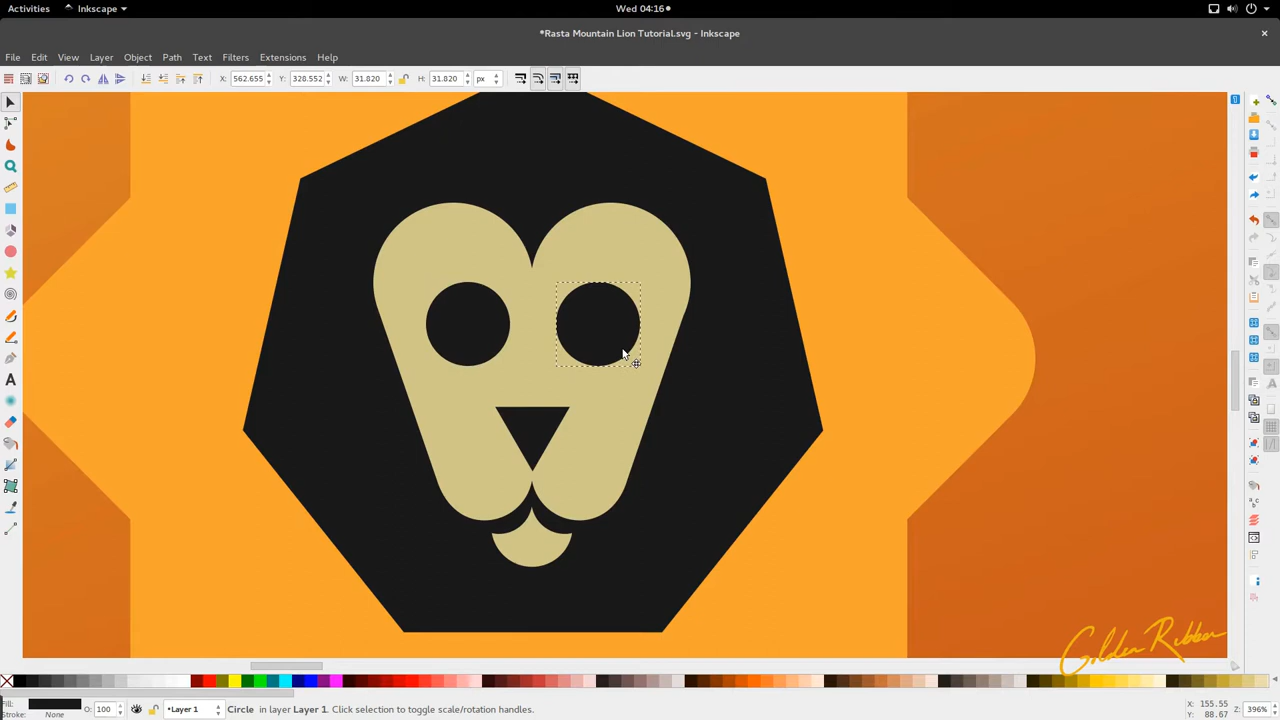 Activities Inkscape Wed 04:16
*Rasta Mountain Lion Tutorial.svg - Inkscape
File Edit View Layer Object Path Text Filters Extensions Help
X: 562.655 Y: 328.552 W: 31.820 H: 31.820 px
Golden Ribbon
Fill: Stroke: None O: 100 •Layer 1 Circle in layer Layer 1. Click selection to toggle scale/rotation handles. X: 155.55 Y: 88.67 Z: 396%